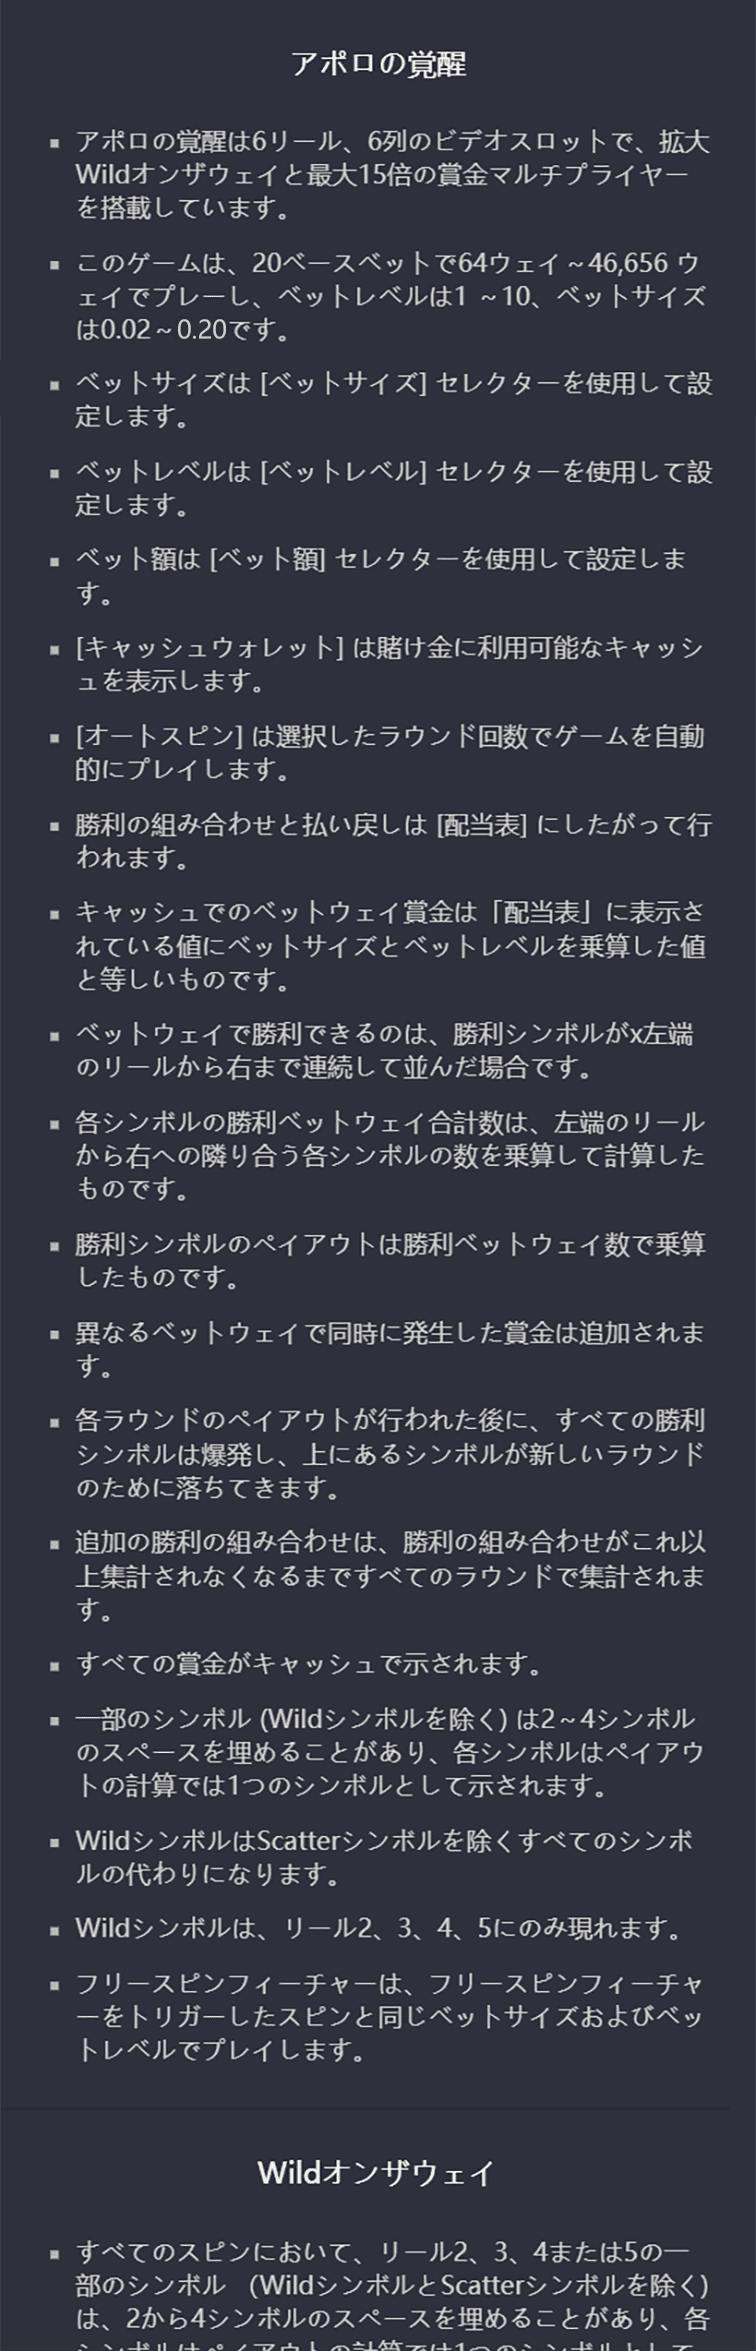 アポロの覚醒
▪ アポロの覚醒は6リール、6列のビデオスロットで、拡大
Wildオンザウェイと最大15倍の賞金マルチプライヤー
を搭載しています。
▪ このゲームは、20ベースベットで64ウェイ～46,656 ウ
ェイでプレーし、ベットレベルは1 ～10、ベットサイズ
は0.02～0.20です。
▪ ベットサイズは [ベットサイズ] セレクターを使用して設
定します。
▪ ベットレベルは [ベットレベル] セレクターを使用して設
定します。
▪ ベット額は [ベット額] セレクターを使用して設定しま
す。
▪ [キャッシュウォレット] は賭け金に利用可能なキャッシ
ュを表示します。
▪ [オートスピン] は選択したラウンド回数でゲームを自動
的にプレイします。
▪ 勝利の組み合わせと払い戻しは [配当表] にしたがって行
われます。
▪ キャッシュでのベットウェイ賞金は「配当表」に表示さ
れている値にベットサイズとベットレベルを乗算した値
と等しいものです。
▪ ベットウェイで勝利できるのは、勝利シンボルがx左端
のリールから右まで連続して並んだ場合です。
▪ 各シンボルの勝利ベットウェイ合計数は、左端のリール
から右への隣り合う各シンボルの数を乗算して計算した
ものです。
▪ 勝利シンボルのペイアウトは勝利ベットウェイ数で乗算
したものです。
▪ 異なるベットウェイで同時に発生した賞金は追加されま
す。
▪ 各ラウンドのペイアウトが行われた後に、すべての勝利
シンボルは爆発し、上にあるシンボルが新しいラウンド
のために落ちてきます。
▪ 追加の勝利の組み合わせは、勝利の組み合わせがこれ以
上集計されなくなるまですべてのラウンドで集計されま
す。
▪ すべての賞金がキャッシュで示されます。
▪ 一部のシンボル (Wildシンボルを除く) は2～4シンボル
のスペースを埋めることがあり、各シンボルはペイアウ
トの計算では1つのシンボルとして示されます。
▪ WildシンボルはScatterシンボルを除くすべてのシンボ
ルの代わりになります。
▪ Wildシンボルは、リール2、3、4、5にのみ現れます。
▪ フリースピンフィーチャーは、フリースピンフィーチャ
ーをトリガーしたスピンと同じベットサイズおよびベッ
トレベルでプレイします。
Wildオンザウェイ
▪ すべてのスピンにおいて、リール2、3、4または5の一
部のシンボル （WildシンボルとScatterシンボルを除く)
は、2から4シンボルのスペースを埋めることがあり、各
シンボルはペイアウトの計算では1つのシンボルとして